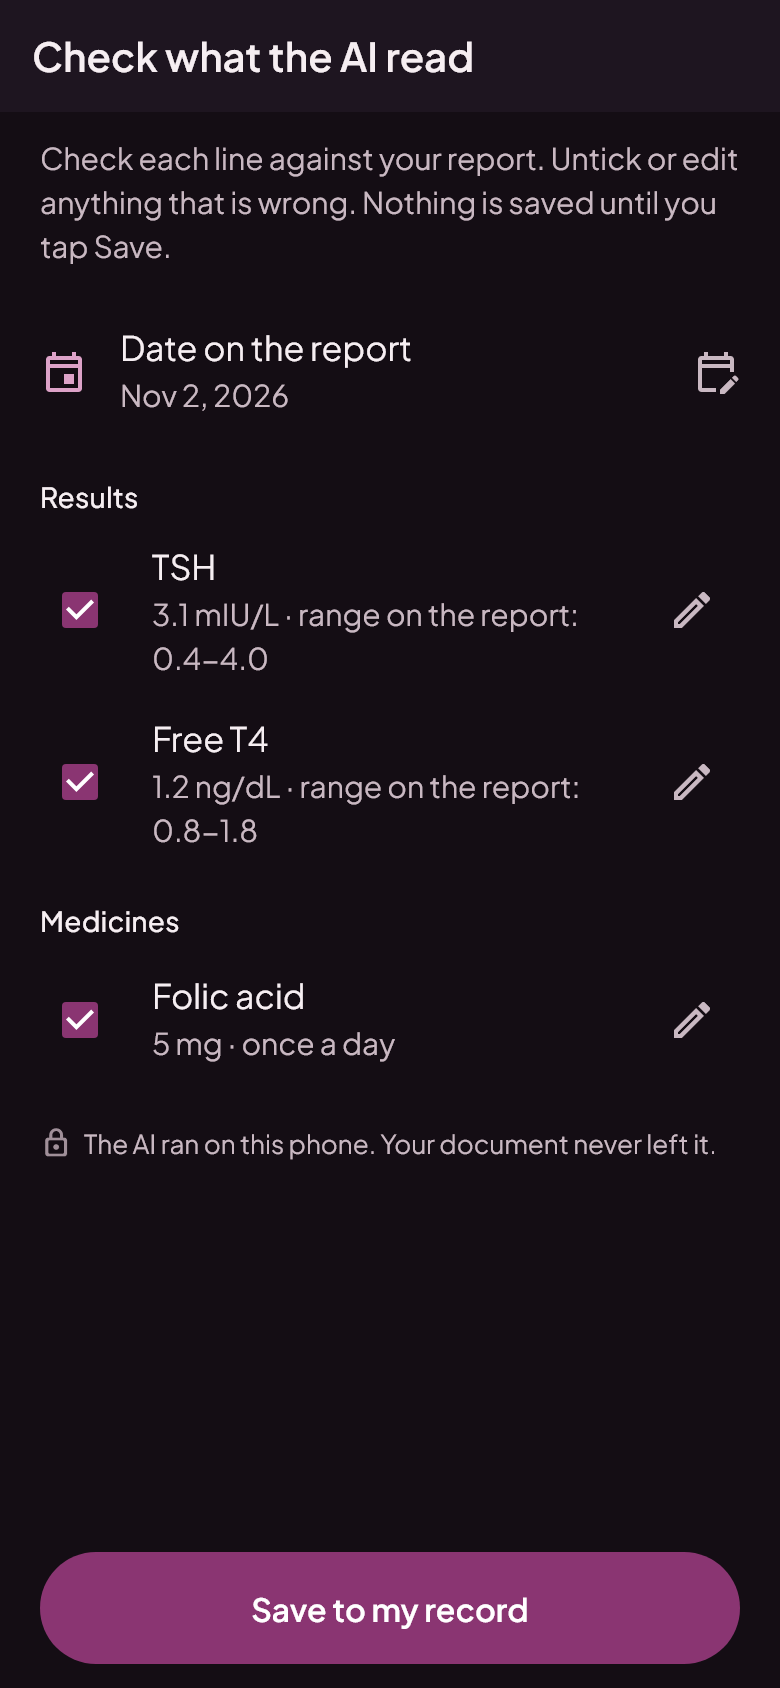 Check what the AI read
Check each line against your report. Untick or edit
anything that is wrong. Nothing is saved until you
tap Save.
Date on the report
Nov 2, 2026
Results
TSH
3.1 mIU/L · range on the report:
0.4–4.0
Free T4
1.2 ng/dL · range on the report:
0.8–1.8
Medicines
Folic acid
5 mg · once a day
The AI ran on this phone. Your document never left it.
Save to my record